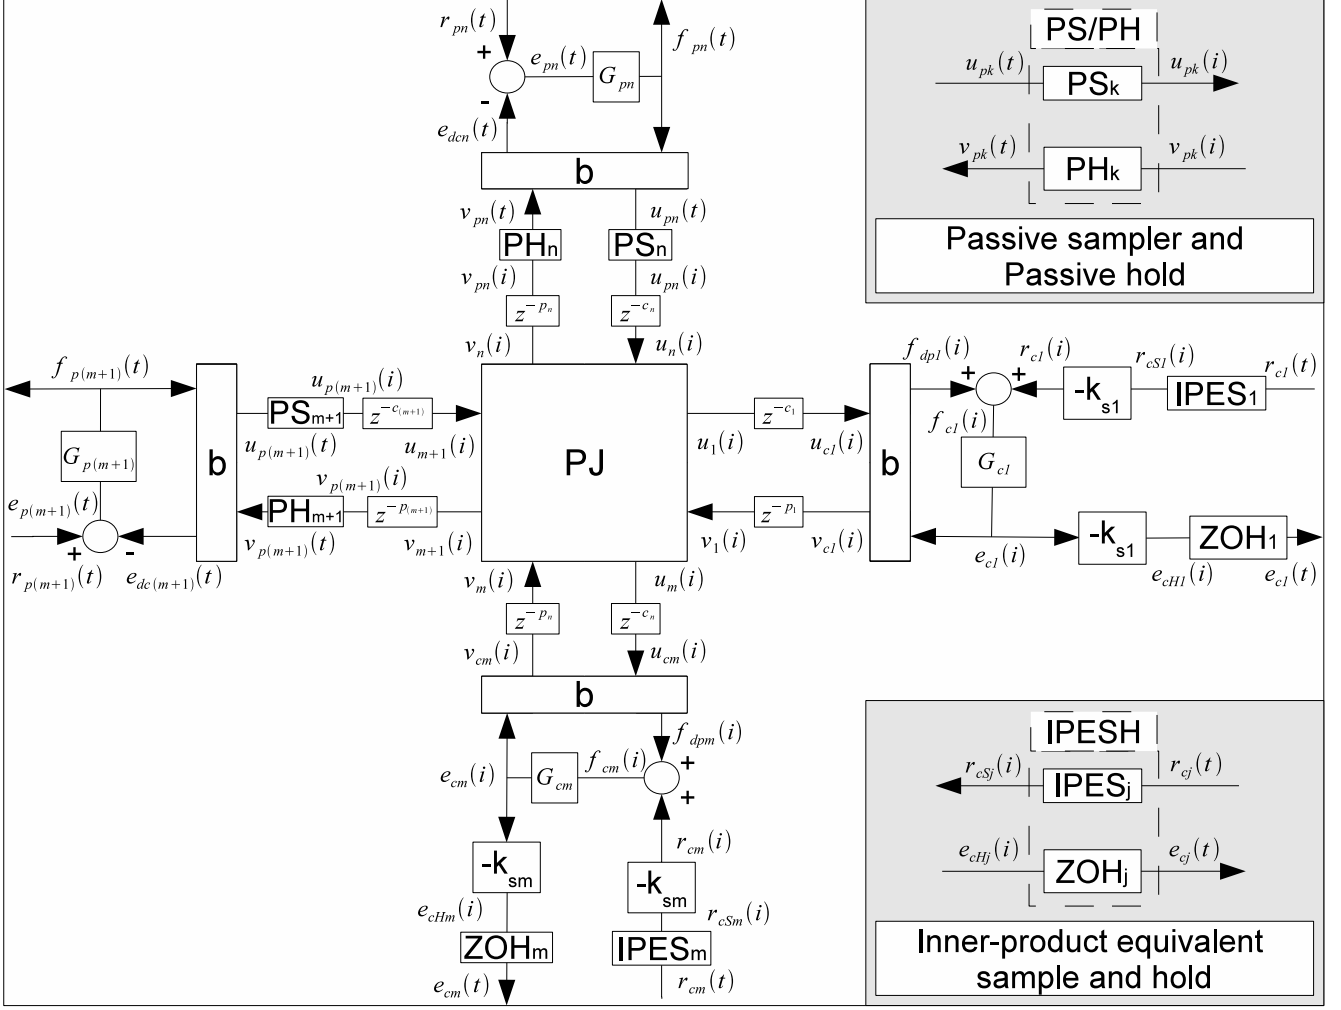 r_pn(t)
+
e_pn(t)
G_pn
f_pn(t)
-
e_dcn(t)
b
v_pn(t)
u_pn(t)
PH_n
PS_n
v_pn(i)
u_pn(i)
z^{-p_n}
z^{-c_n}
v_n(i)
u_n(i)
PS/PH
u_pk(t)
u_pk(i)
PS_k
v_pk(t)
v_pk(i)
PH_k
Passive sampler and
Passive hold
f_p(m+1)(t)
u_p(m+1)(i)
PS_m+1
z^{-c_(m+1)}
G_p(m+1)
b
u_p(m+1)(t)
u_m+1(i)
v_p(m+1)(i)
e_p(m+1)(t)
PH_m+1
z^{-p_(m+1)}
+
-
v_p(m+1)(t)
v_m+1(i)
r_p(m+1)(t)
e_dc(m+1)(t)
PJ
f_dp1(i)
r_c1(i)
r_cS1(i)
r_c1(t)
+
+
-k_s1
IPES_1
z^{-c_1}
u_1(i)
u_c1(i)
f_c1(i)
b
G_c1
z^{-p_1}
v_1(i)
v_c1(i)
e_c1(i)
-k_s1
ZOH_1
e_cH1(i)
e_c1(t)
v_m(i)
u_m(i)
z^{-p_n}
z^{-c_n}
v_cm(i)
u_cm(i)
b
f_dpm(i)
e_cm(i)
G_cm
f_cm(i)
+
+
r_cm(i)
-k_sm
-k_sm
e_cHm(i)
r_cSm(i)
ZOH_m
IPES_m
e_cm(t)
r_cm(t)
IPESH
r_cSj(i)
r_cj(t)
IPES_j
e_cHj(i)
e_cj(t)
ZOH_j
Inner-product equivalent
sample and hold